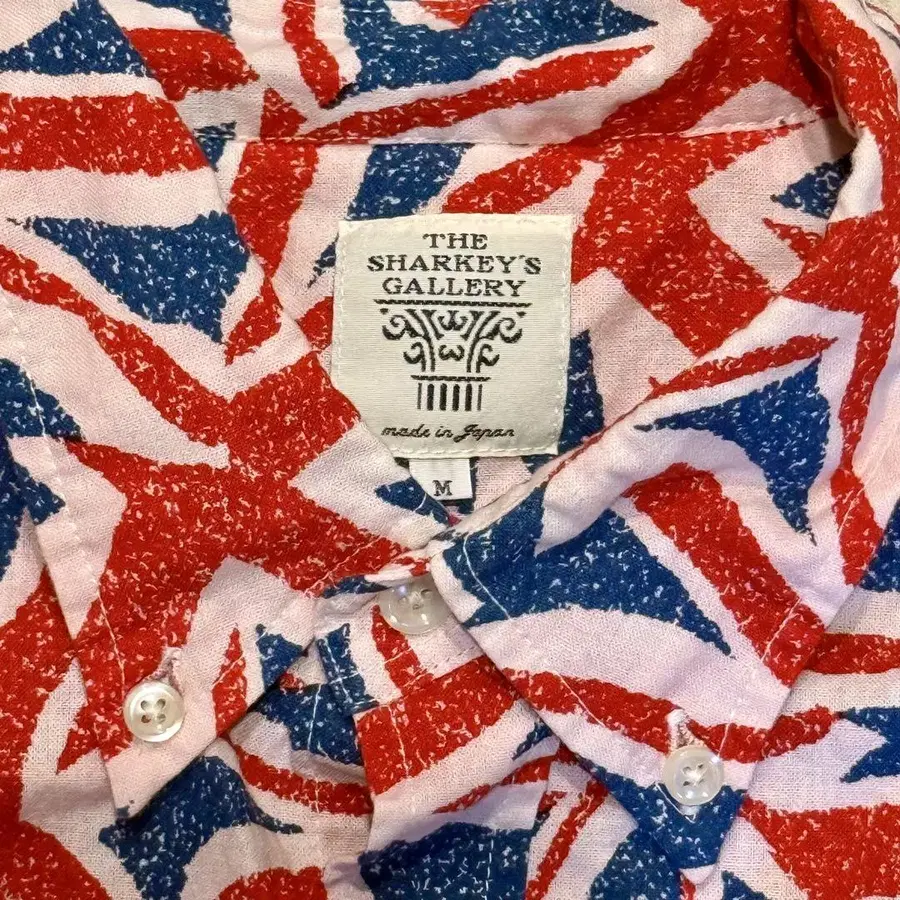 THE
SHARKEY'S
GALLERY
made in Japan
M